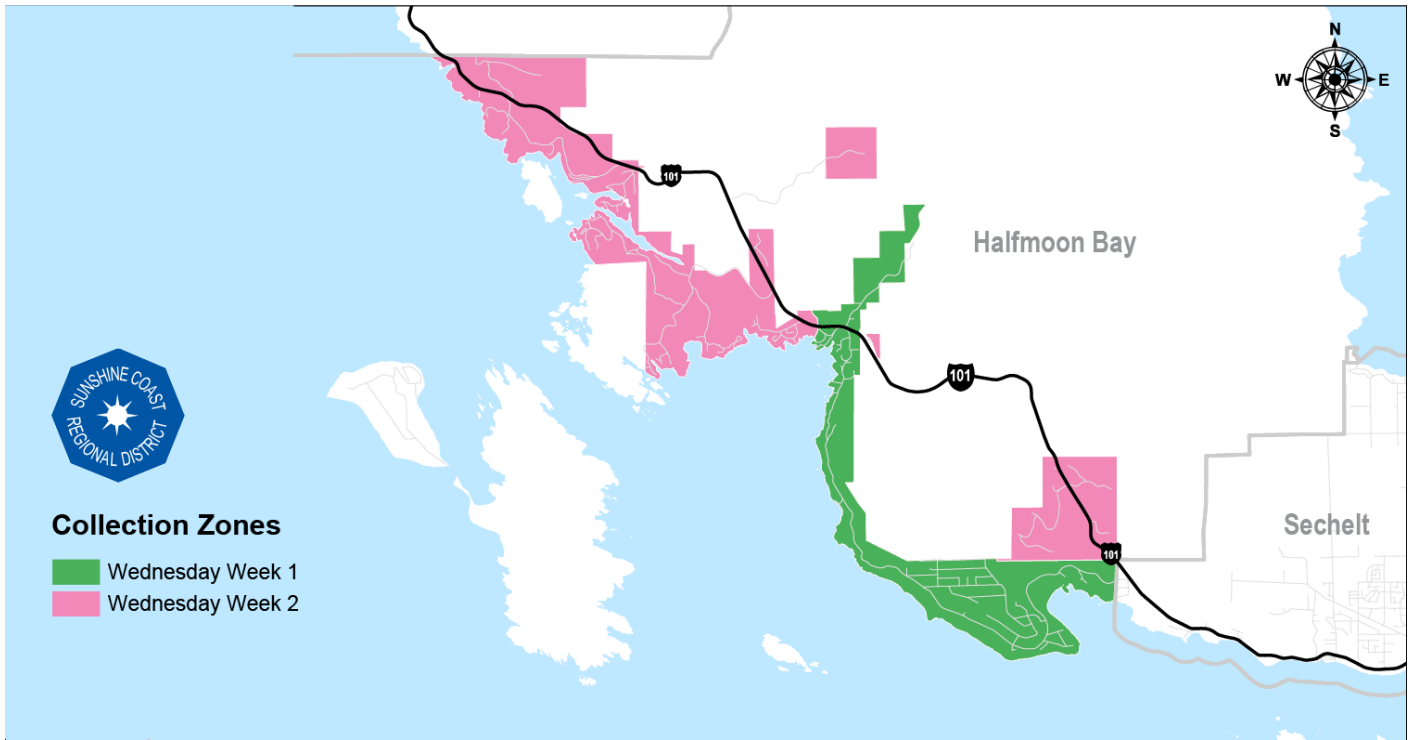 N
W E
S
101
Halfmoon Bay
101
SUNSHINE COAST
REGIONAL DISTRICT
Collection Zones
Wednesday Week 1
Wednesday Week 2
Sechelt
101